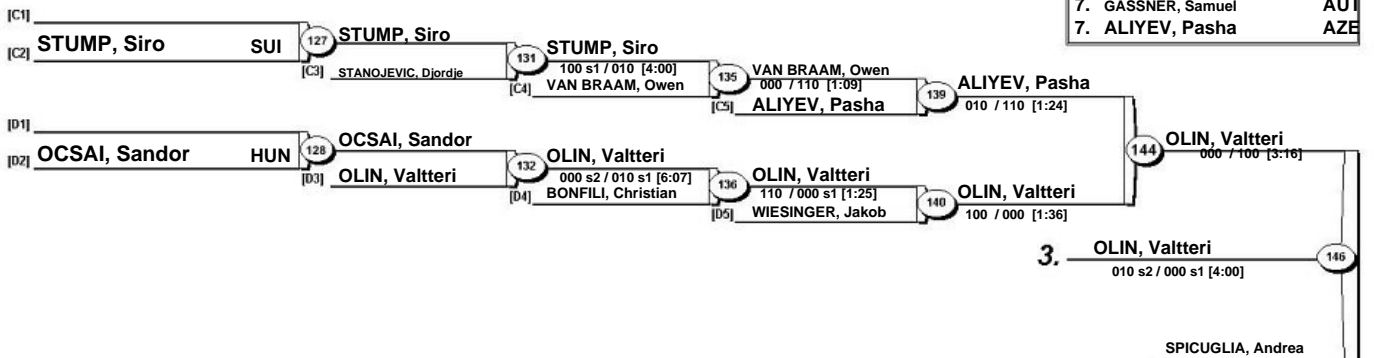 7. GASSNER, Samuel AUT
7. ALIYEV, Pasha AZE
[C1]
[C2] STUMP, Siro SUI
127
STUMP, Siro
[C3] STANOJEVIC, Djordje
131
STUMP, Siro
100 s1 / 010 [4:00]
[C4] VAN BRAAM, Owen
135
VAN BRAAM, Owen
000 / 110 [1:09]
[C5] ALIYEV, Pasha
139
ALIYEV, Pasha
010 / 110 [1:24]
[D1]
[D2] OCSAI, Sandor HUN
128
OCSAI, Sandor
[D3] OLIN, Valtteri
132
OLIN, Valtteri
000 s2 / 010 s1 [6:07]
[D4] BONFILI, Christian
136
OLIN, Valtteri
110 / 000 s1 [1:25]
[D5] WIESINGER, Jakob
140
OLIN, Valtteri
100 / 000 [1:36]
144
OLIN, Valtteri
000 / 100 [3:16]
3. OLIN, Valtteri
010 s2 / 000 s1 [4:00]
146
SPICUGLIA, Andrea